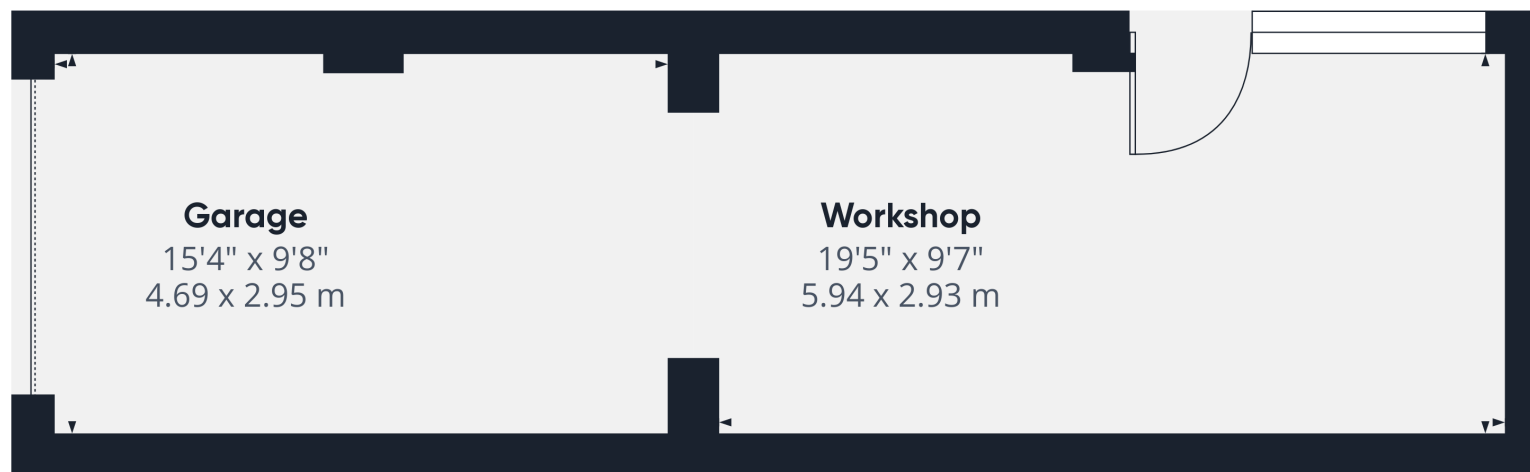 Garage
15'4" x 9'8"
4.69 x 2.95 m
Workshop
19'5" x 9'7"
5.94 x 2.93 m